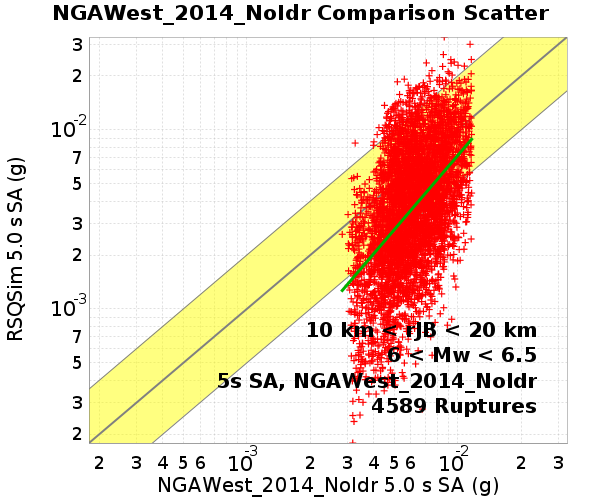 NGAWest_2014_NoIdr Comparison Scatter
RSQSim 5.0 s SA (g)
3
2
10-2
7
5
3
2
10-3
7
5
3
2
10 km < rJB < 20 km
6 < Mw < 6.5
5s SA, NGAWest_2014_NoIdr
4589 Ruptures
2 3 4 5 6 10-3 2 3 4 5 6 10-2 2 3
NGAWest_2014_NoIdr 5.0 s SA (g)